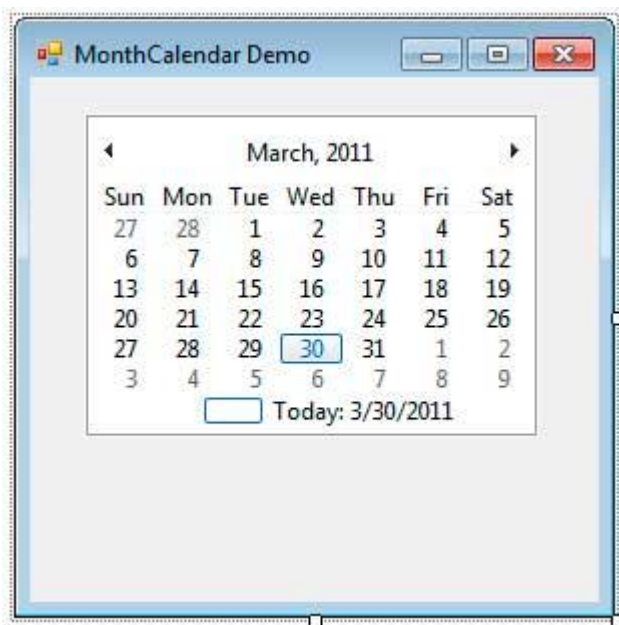 MonthCalendar Demo
March, 2011
Sun Mon Tue Wed Thu Fri Sat
27 28 1 2 3 4 5
6 7 8 9 10 11 12
13 14 15 16 17 18 19
20 21 22 23 24 25 26
27 28 29 30 31 1 2
3 4 5 6 7 8 9
Today: 3/30/2011